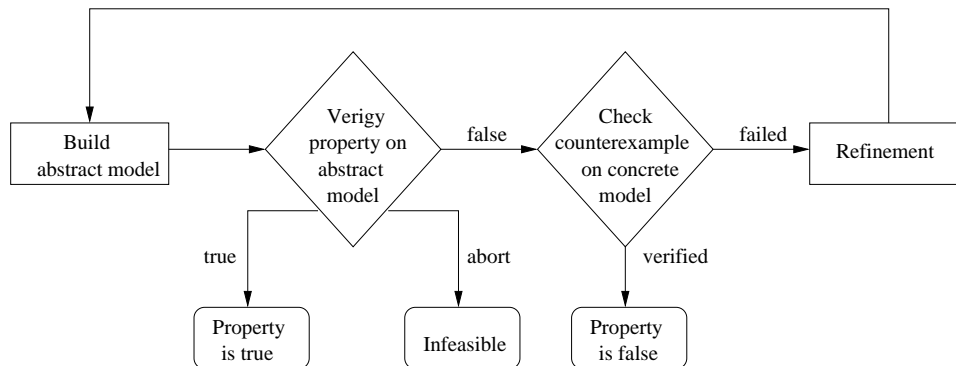 Build
abstract model
Verigy
property on
abstract
model
false
Check
counterexample
on concrete
model
failed
Refinement
true
abort
verified
Property
is true
Infeasible
Property
is false